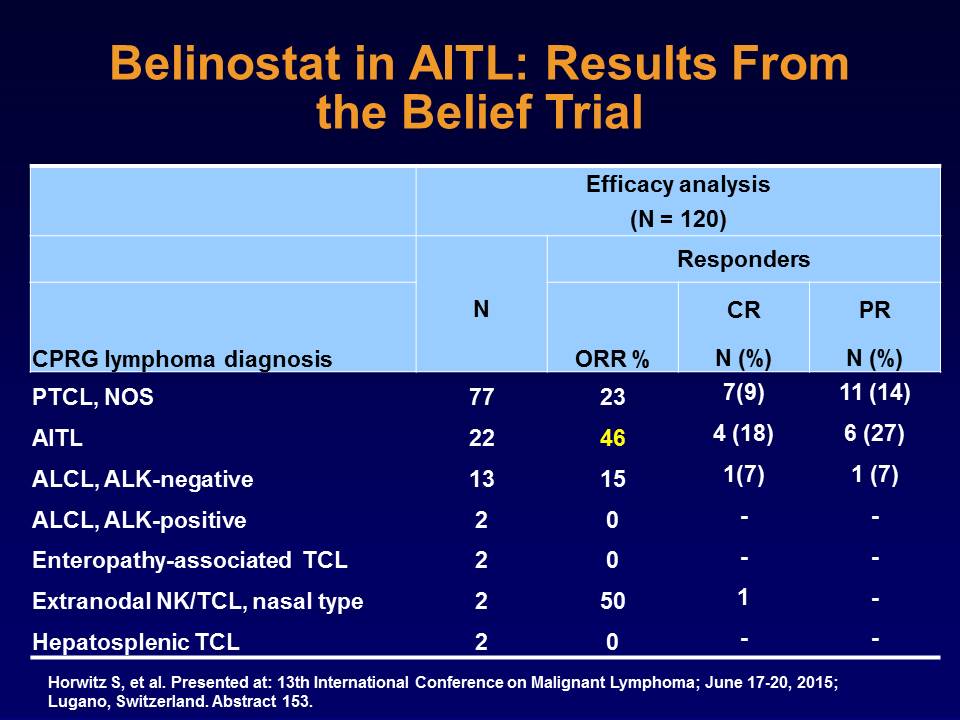 Belinostat in AITL: Results From
the Belief Trial
Efficacy analysis
(N = 120)
Responders
N
CR
PR
CPRG lymphoma diagnosis
ORR %
N (%)
N (%)
PTCL, NOS 77 23 7(9) 11 (14)
AITL 22 46 4 (18) 6 (27)
ALCL, ALK-negative 13 15 1(7) 1 (7)
ALCL, ALK-positive 2 0 - -
Enteropathy-associated TCL 2 0 - -
Extranodal NK/TCL, nasal type 2 50 1 -
Hepatosplenic TCL 2 0 - -
Horwitz S, et al. Presented at: 13th International Conference on Malignant Lymphoma; June 17-20, 2015;
Lugano, Switzerland. Abstract 153.